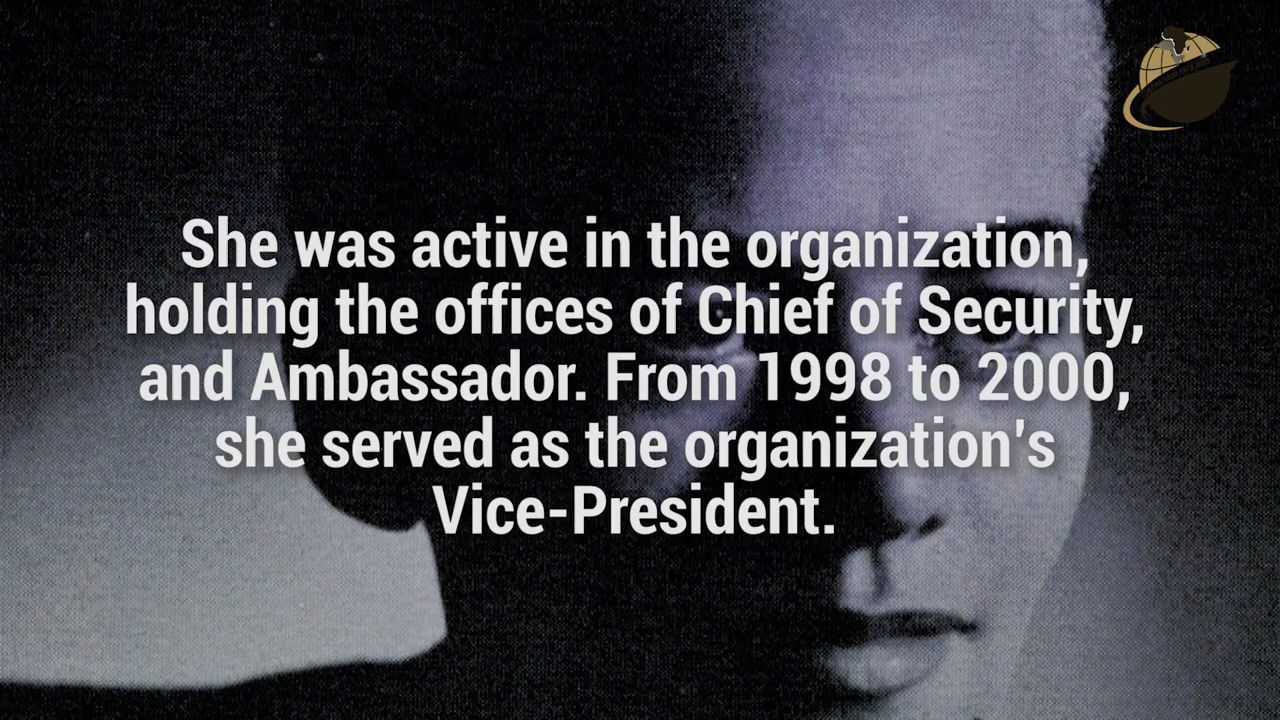 She was active in the organization,
holding the offices of Chief of Security,
and Ambassador. From 1998 to 2000,
she served as the organization's
Vice-President.